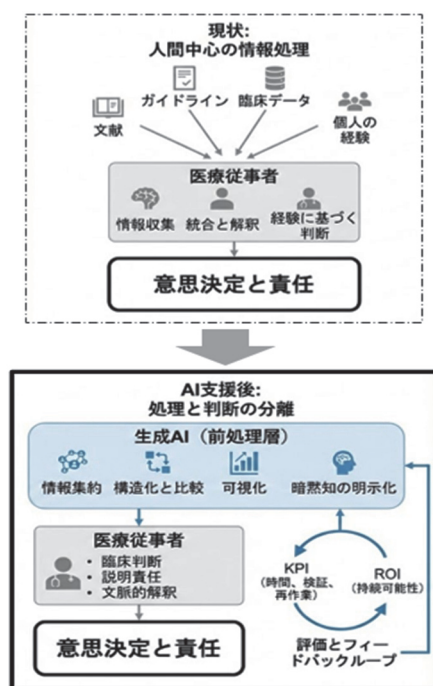 現状:
人間中心の情報処理
ガイドライン
臨床データ
文献
個人の
経験
医療従事者
情報収集
統合と解釈
経験に基づく
判断
意思決定と責任
AI支援後:
処理と判断の分離
生成AI（前処理層）
情報集約
構造化と比較
可視化
暗黙知の明示化
医療従事者
• 臨床判断
• 説明責任
• 文脈的解釈
意思決定と責任
KPI
（時間、検証、
再作業）
ROI
（持続可能性）
評価とフィー
ドバックループ